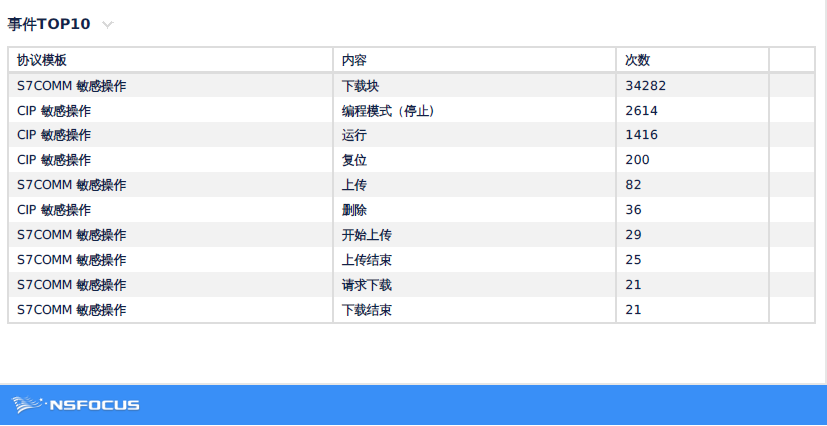 事件TOP10
协议模板 内容 次数
S7COMM 敏感操作 下载块 34282
CIP 敏感操作 编程模式（停止） 2614
CIP 敏感操作 运行 1416
CIP 敏感操作 复位 200
S7COMM 敏感操作 上传 82
CIP 敏感操作 删除 36
S7COMM 敏感操作 开始上传 29
S7COMM 敏感操作 上传结束 25
S7COMM 敏感操作 请求下载 21
S7COMM 敏感操作 下载结束 21
NSFOCUS